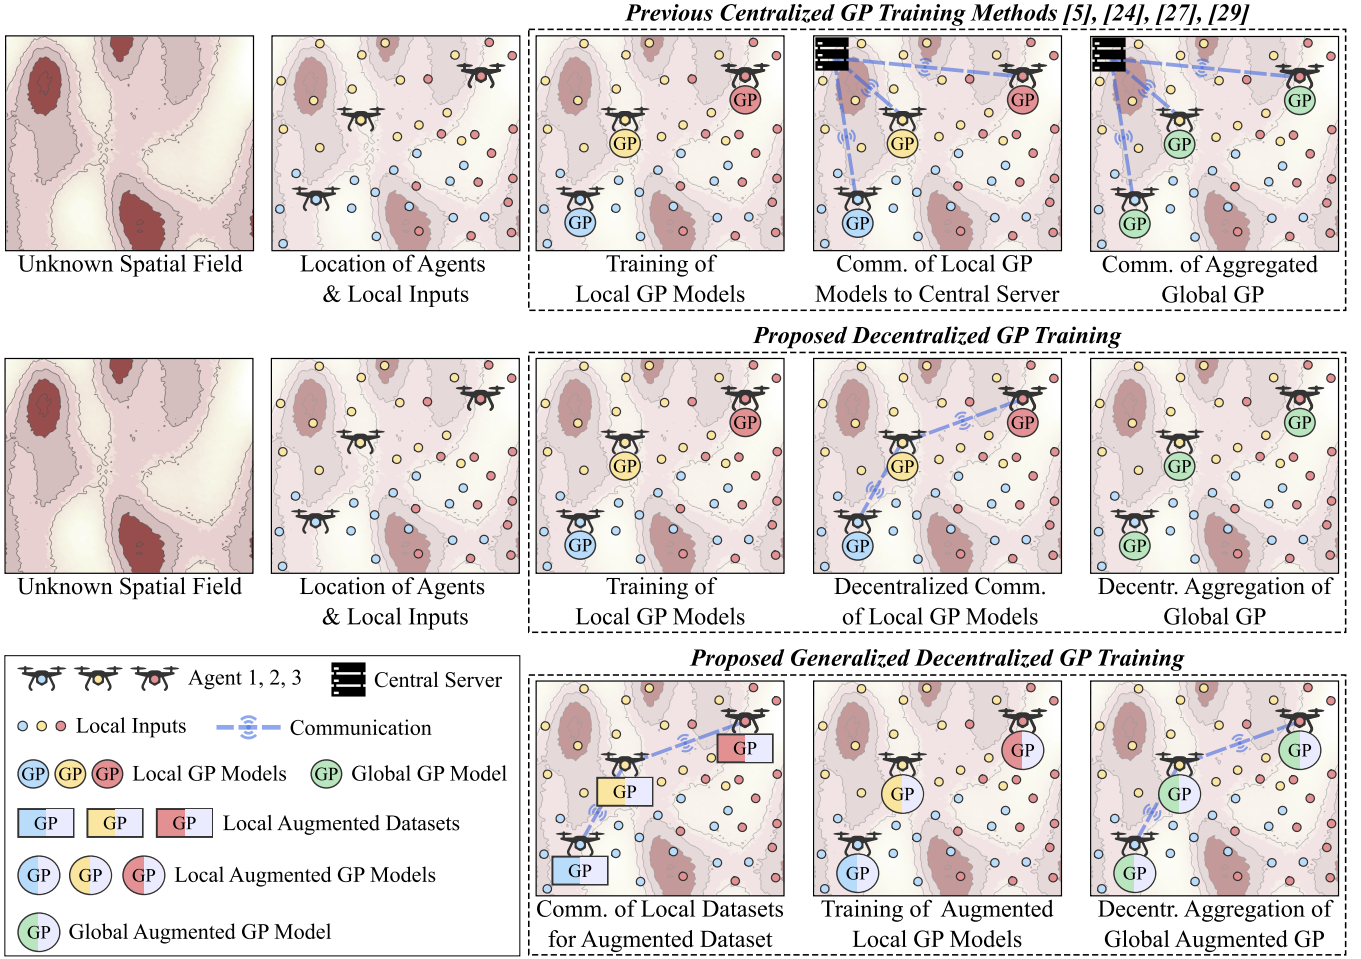 Previous Centralized GP Training Methods [5], [24], [27], [29]
GP
GP
GP
GP
GP
GP
GP
GP
GP
Unknown Spatial Field
Location of Agents
& Local Inputs
Training of
Local GP Models
Comm. of Local GP
Models to Central Server
Comm. of Aggregated
Global GP
Proposed Decentralized GP Training
GP
GP
GP
GP
GP
GP
GP
GP
GP
Unknown Spatial Field
Location of Agents
& Local Inputs
Training of
Local GP Models
Decentralized Comm.
of Local GP Models
Decentr. Aggregation of
Global GP
Agent 1, 2, 3
Central Server
Local Inputs
Communication
GP GP GP Local GP Models
GP Global GP Model
GP GP GP Local Augmented Datasets
GP GP GP Local Augmented GP Models
GP Global Augmented GP Model
Proposed Generalized Decentralized GP Training
GP
GP
GP
GP
GP
GP
GP
GP
GP
Comm. of Local Datasets
for Augmented Dataset
Training of Augmented
Local GP Models
Decentr. Aggregation of
Global Augmented GP